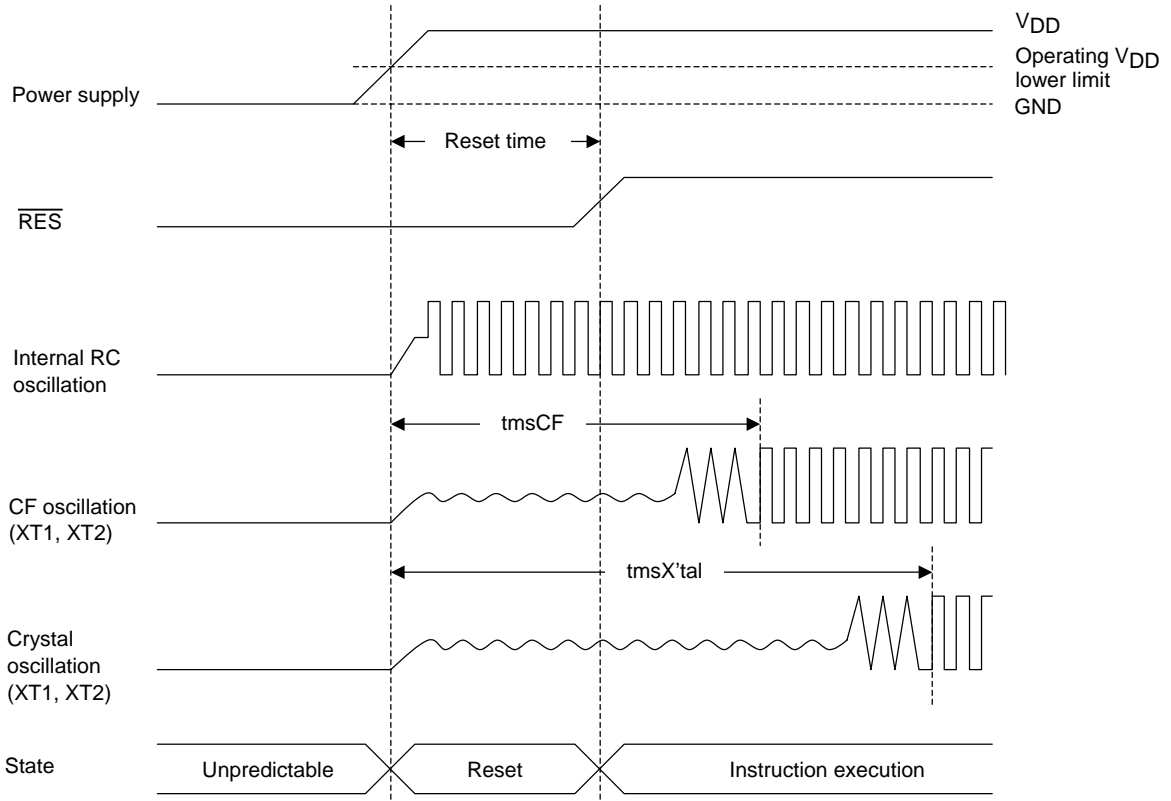 VDD
Operating VDD
lower limit
GND
Power supply
Reset time
RES
Internal RC
oscillation
tmsCF
CF oscillation
(XT1, XT2)
tmsX'tal
Crystal
oscillation
(XT1, XT2)
State
Unpredictable
Reset
Instruction execution